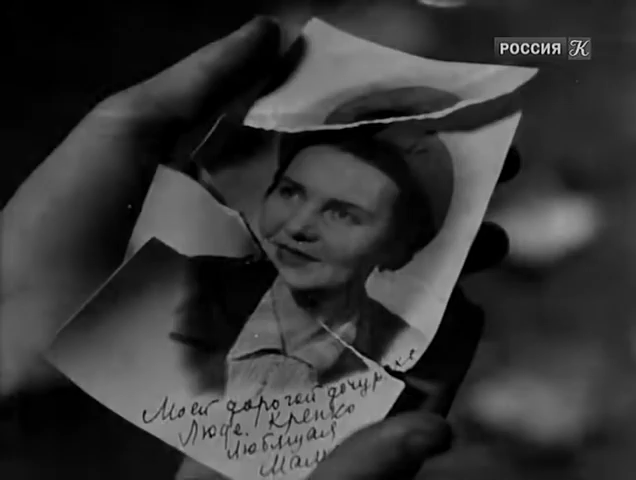 РОССИЯ К
Моей дорогой дочурке
Люде. Крепко
любящая
Мам